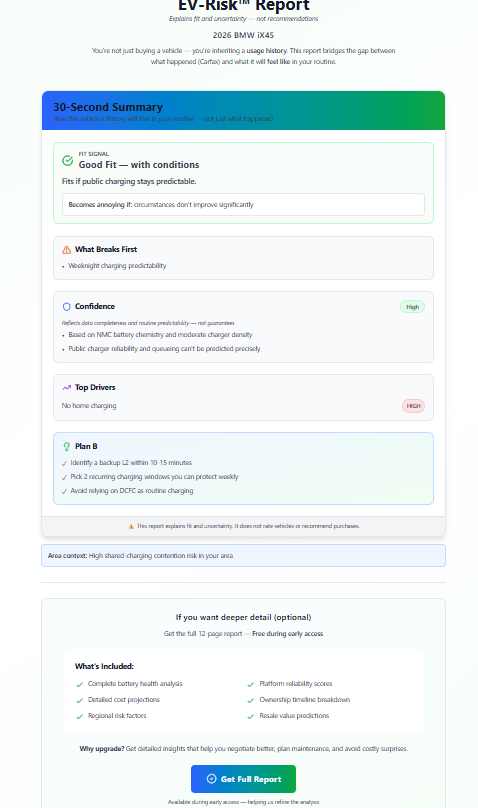 EV-Risk™ Report
Explains fit and uncertainty — not recommendations
2026 BMW iX45
You're not just buying a vehicle — you're inheriting a usage history. This report bridges the gap between
what happened (Carfax) and what it will feel like in your routine.
30-Second Summary
How this vehicle's history will feel in your routine — not just what happened
FIT SIGNAL
Good Fit — with conditions
Fits if public charging stays predictable.
Becomes annoying if: circumstances don't improve significantly
What Breaks First
• Weeknight charging predictability
Confidence
High
Reflects data completeness and routine predictability — not guarantees
• Based on NMC battery chemistry and moderate charger density
• Public charger reliability and queueing can't be predicted precisely
Top Drivers
No home charging
HIGH
Plan B
✓ Identify a backup L2 within 10-15 minutes
✓ Pick 2 recurring charging windows you can protect weekly
✓ Avoid relying on DCFC as routine charging
⚠ This report explains fit and uncertainty. It does not rate vehicles or recommend purchases.
Area context: High shared-charging contention risk in your area
If you want deeper detail (optional)
Get the full 12-page report — Free during early access
What's Included:
✓ Complete battery health analysis
✓ Platform reliability scores
✓ Detailed cost projections
✓ Ownership timeline breakdown
✓ Regional risk factors
✓ Resale value predictions
Why upgrade? Get detailed insights that help you negotiate better, plan maintenance, and avoid costly surprises.
Get Full Report
Available during early access — helping us refine the analysis